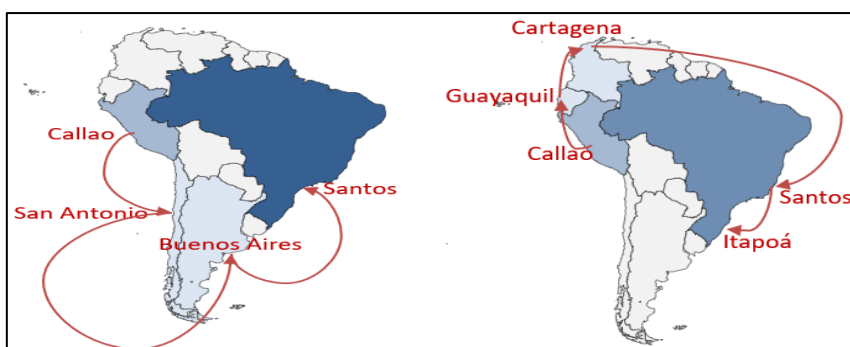 Callao
San Antonio
Buenos Aires
Santos
Cartagena
Guayaquil
Callao
Santos
Itapoá